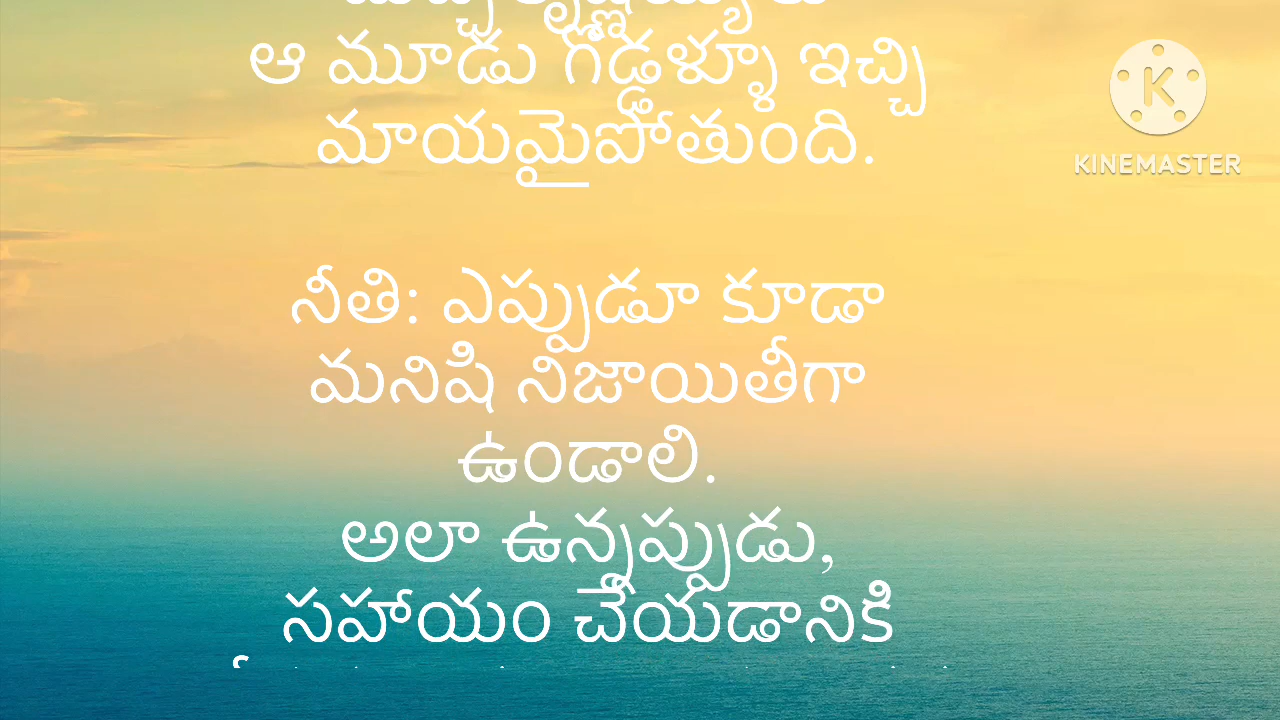 ఆ మూడు గొడ్డళ్ళూ ఇచ్చి
మాయమైపోతుంది.
నీతి: ఎప్పుడూ కూడా
మనిషి నిజాయితీగా
ఉండాలి.
అలా ఉన్నప్పుడు,
సహాయం చేయడానికి
K
KINEMASTER